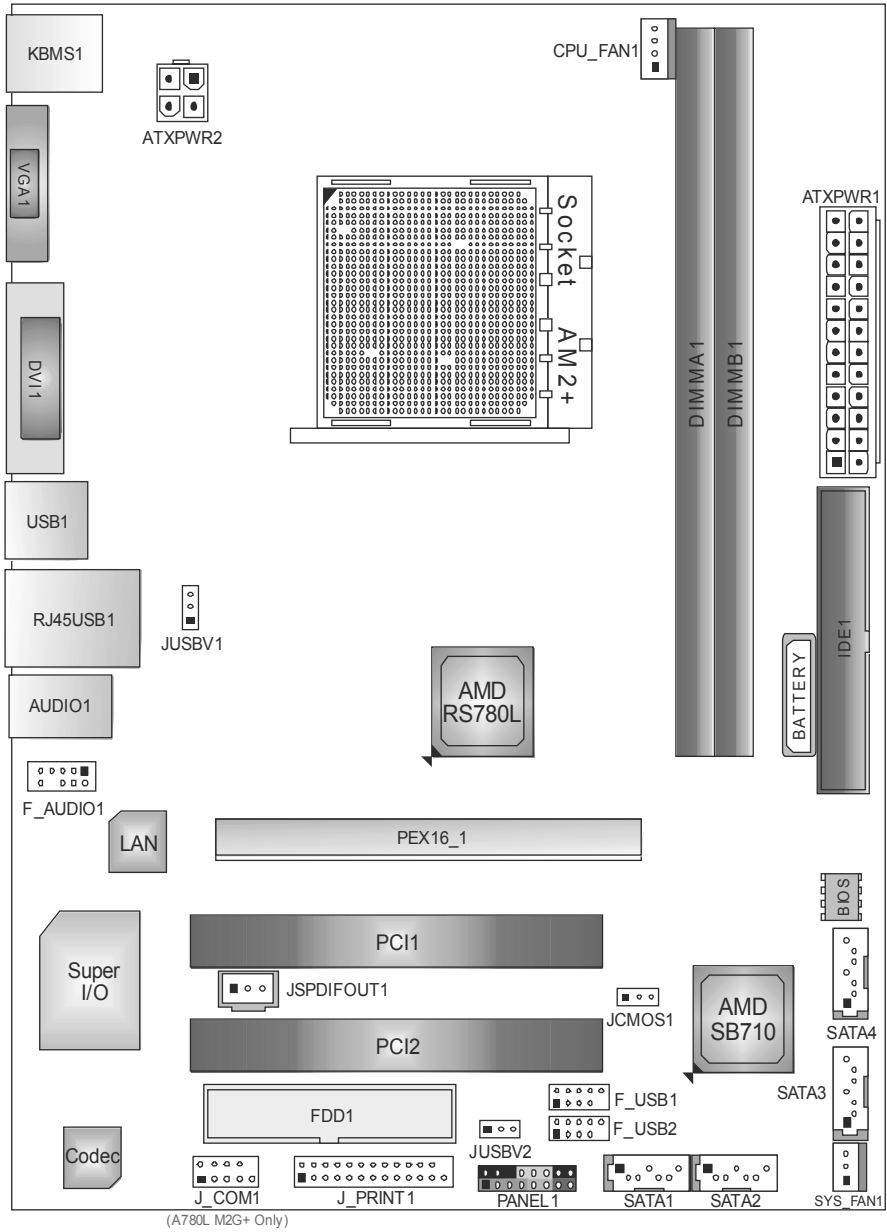 KBMS1
CPU_FAN1
ATXPWR2
VGA1
ATXPWR1
Socket AM2+
DIMMA1
DIMMB1
DVI1
USB1
RJ45USB1
JUSBV1
IDE1
BATTERY
AMD
RS780L
AUDIO1
F_AUDIO1
LAN
PEX16_1
BIOS
PCI1
Super
I/O
JSPDIFOUT1
JCMOS1
AMD
SB710
SATA4
PCI2
SATA3
F_USB1
FDD1
F_USB2
JUSBV2
Codec
J_COM1
J_PRINT1
PANEL1
SATA1
SATA2
SYS_FAN1
(A780L M2G+ Only)